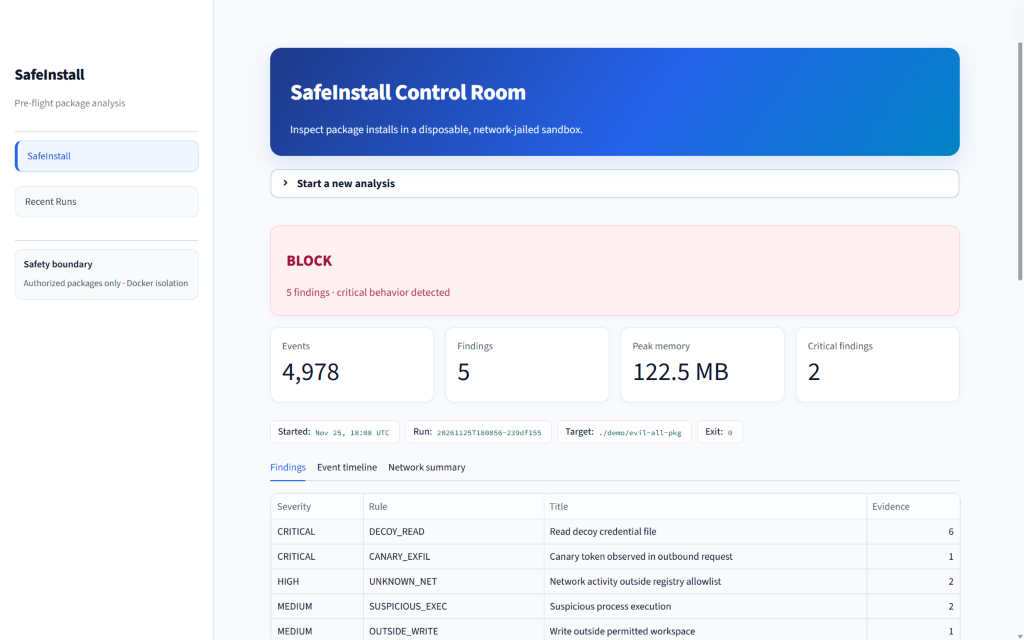 SafeInstall
Pre-flight package analysis
SafeInstall
Recent Runs
Safety boundary
Authorized packages only · Docker isolation
SafeInstall Control Room
Inspect package installs in a disposable, network-jailed sandbox.
Start a new analysis
BLOCK
5 findings · critical behavior detected
Events Findings Peak memory Critical findings
4,978 5 122.5 MB 2
Started: Nov 25, 18:08 UTC Run: 20261125T180856-239df155 Target: ./demo/evil-all-pkg Exit: 0
Findings Event timeline Network summary
Severity Rule Title Evidence
CRITICAL DECOY_READ Read decoy credential file 6
CRITICAL CANARY_EXFIL Canary token observed in outbound request 1
HIGH UNKNOWN_NET Network activity outside registry allowlist 2
MEDIUM SUSPICIOUS_EXEC Suspicious process execution 2
MEDIUM OUTSIDE_WRITE Write outside permitted workspace 1